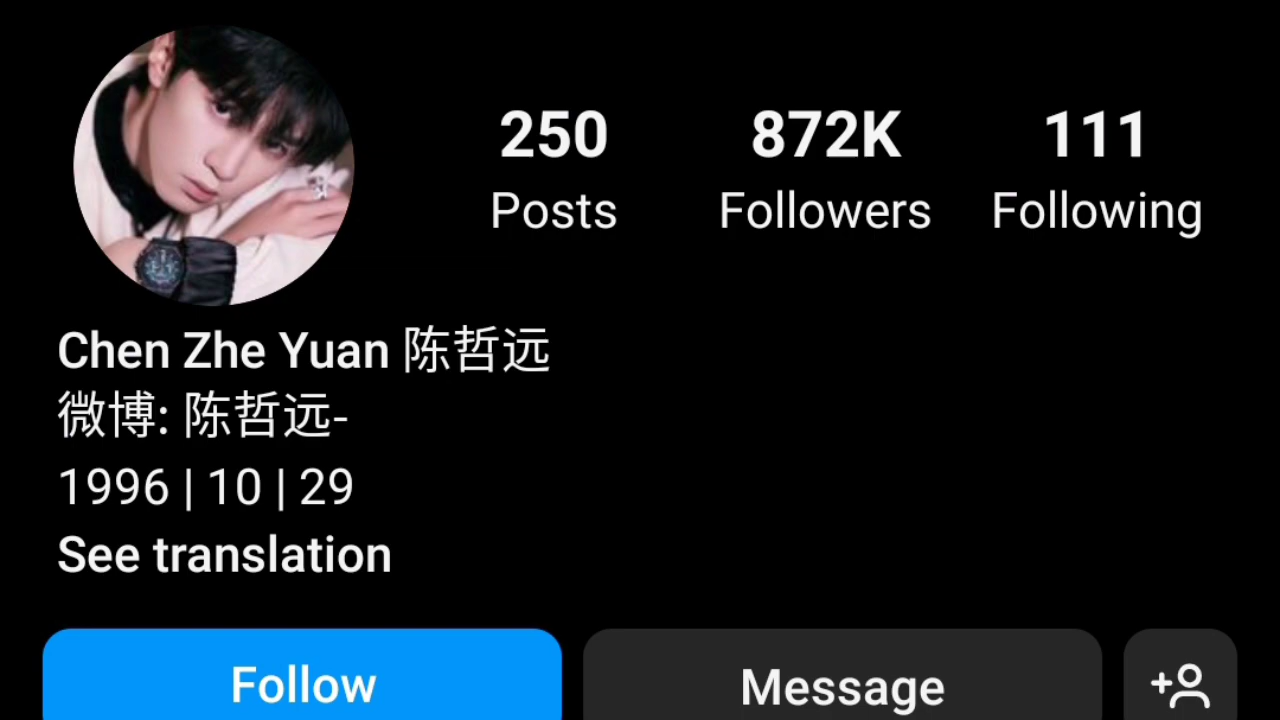 250 872K 111
Posts Followers Following
Chen Zhe Yuan 陈哲远
微博: 陈哲远-
1996 | 10 | 29
See translation
Follow Message